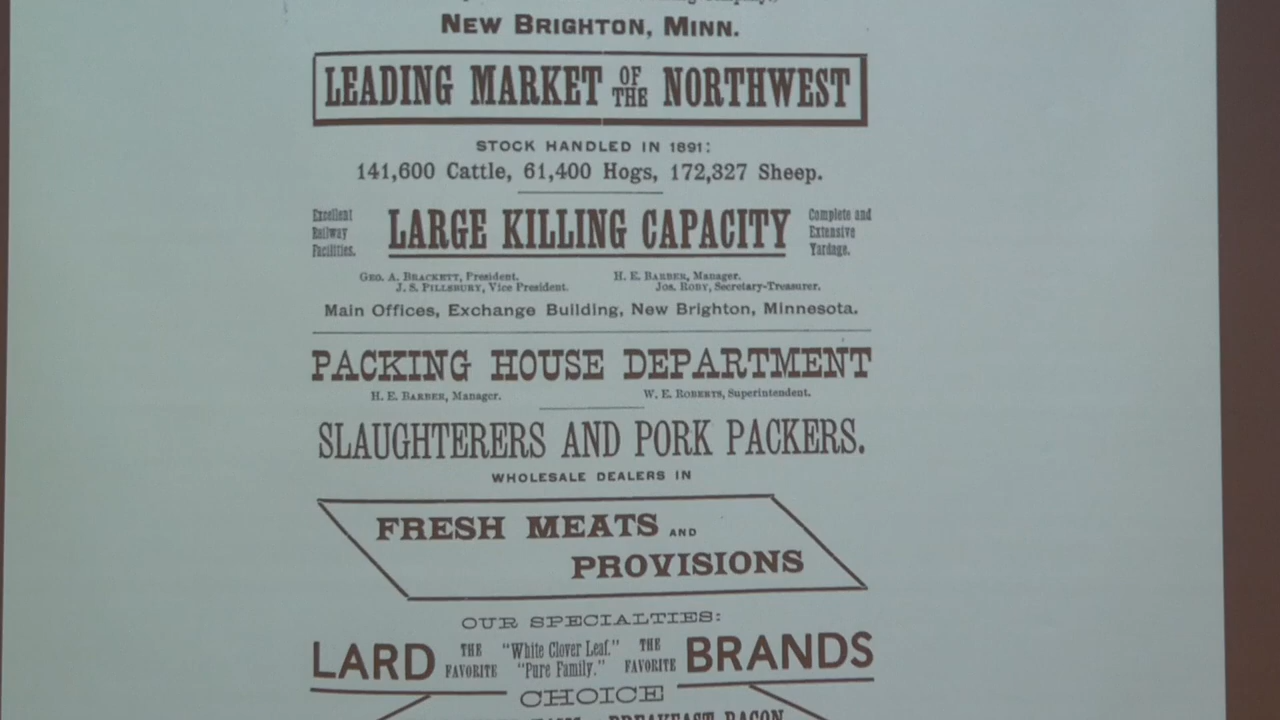 NEW BRIGHTON, MINN.
LEADING MARKET OF THE NORTHWEST
STOCK HANDLED IN 1891:
141,600 Cattle, 61,400 Hogs, 172,327 Sheep.
Excellent Railway Facilities.
LARGE KILLING CAPACITY
Complete and Extensive Yardage.
GEO. A. BRACKETT, President. H. E. BARBER, Manager.
J. S. PILLSBURY, Vice President. JOS. ROBY, Secretary-Treasurer.
Main Offices, Exchange Building, New Brighton, Minnesota.
PACKING HOUSE DEPARTMENT
H. E. BARBER, Manager. W. E. ROBERTS, Superintendent.
SLAUGHTERERS AND PORK PACKERS.
WHOLESALE DEALERS IN
FRESH MEATS AND
PROVISIONS
OUR SPECIALTIES:
LARD THE FAVORITE "White Clover Leaf." "Pure Family." THE FAVORITE BRANDS
CHOICE
BREAKFAST BACON